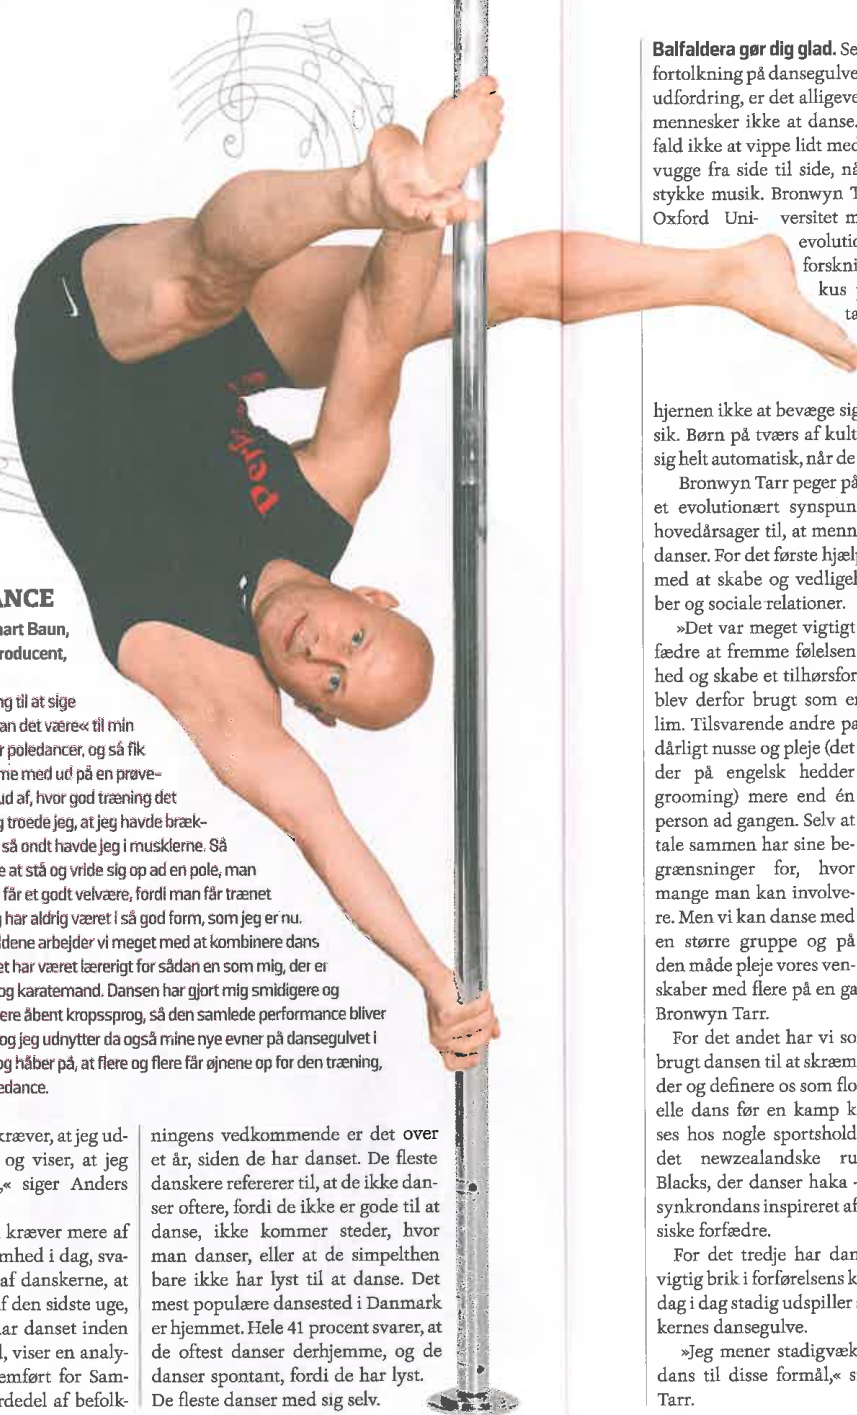 ANCE
art Baun,
roducent,
ng til at sige
an det være« til min
r poledancer, og så fik
me med ud på en prøve-
ud af, hvor god træning det
g troede jeg, at jeg havde bræk-
så ondt havde jeg i musklerne. Så
e at stå og vride sig op ad en pole, man
får et godt velvære, fordi man får trænet
g har aldrig været i så god form, som jeg er nu.
ldene arbejder vi meget med at kombinere dans
et har været lærerigt for sådan en som mig, der er
og karatemand. Dansen har gjort mig smidigere og
ere åbent kropssprog, så den samlede performance bliver
og jeg udnytter da også mine nye evner på dansegulvet i
og håber på, at flere og flere får øjnene op for den træning,
edance.
kræver, at jeg ud-
og viser, at jeg
,« siger Anders
kræver mere af
mhed i dag, sva-
af danskerne, at
f den sidste uge,
ar danset inden
l, viser en analy-
emført for Sam-
rdedel af befolk-
ningens vedkommende er det over
et år, siden de har danset. De fleste
danskere refererer til, at de ikke dan-
ser oftere, fordi de ikke er gode til at
danse, ikke kommer steder, hvor
man danser, eller at de simpelthen
bare ikke har lyst til at danse. Det
mest populære dansested i Danmark
er hjemmet. Hele 41 procent svarer, at
de oftest danser derhjemme, og de
danser spontant, fordi de har lyst.
De fleste danser med sig selv.
Balfaldera gør dig glad. Se
fortolkning på dansegulve
udfordring, er det alligeve
mennesker ikke at danse.
fald ikke at vippe lidt med
vugge fra side til side, nå
stykke musik. Bronwyn T
Oxford Uni- versitet m
evolutio
forskni
kus
ta
hjernen ikke at bevæge sig
sik. Børn på tværs af kult
sig helt automatisk, når de
Bronwyn Tarr peger på
et evolutionært synspun
hovedårsager til, at menn
danser. For det første hjælp
med at skabe og vedligel
ber og sociale relationer.
»Det var meget vigtigt
fædre at fremme følelsen
hed og skabe et tilhørsfor
blev derfor brugt som en
lim. Tilsvarende andre pa
dårligt nusse og pleje (det
der på engelsk hedder
grooming) mere end én
person ad gangen. Selv at
tale sammen har sine be-
grænsninger for, hvor
mange man kan involve-
re. Men vi kan danse med
en større gruppe og på
den måde pleje vores ven-
skaber med flere på en ga
Bronwyn Tarr.
For det andet har vi so
brugt dansen til at skræm
der og definere os som flo
elle dans før en kamp k
ses hos nogle sportshold
det newzealandske ru
Blacks, der danser haka -
synkrondans inspireret af
siske forfædre.
For det tredje har dan
vigtig brik i forførelsens k
dag i dag stadig udspiller s
kernes dansegulve.
»Jeg mener stadigvæk
dans til disse formål,« s
Tarr.